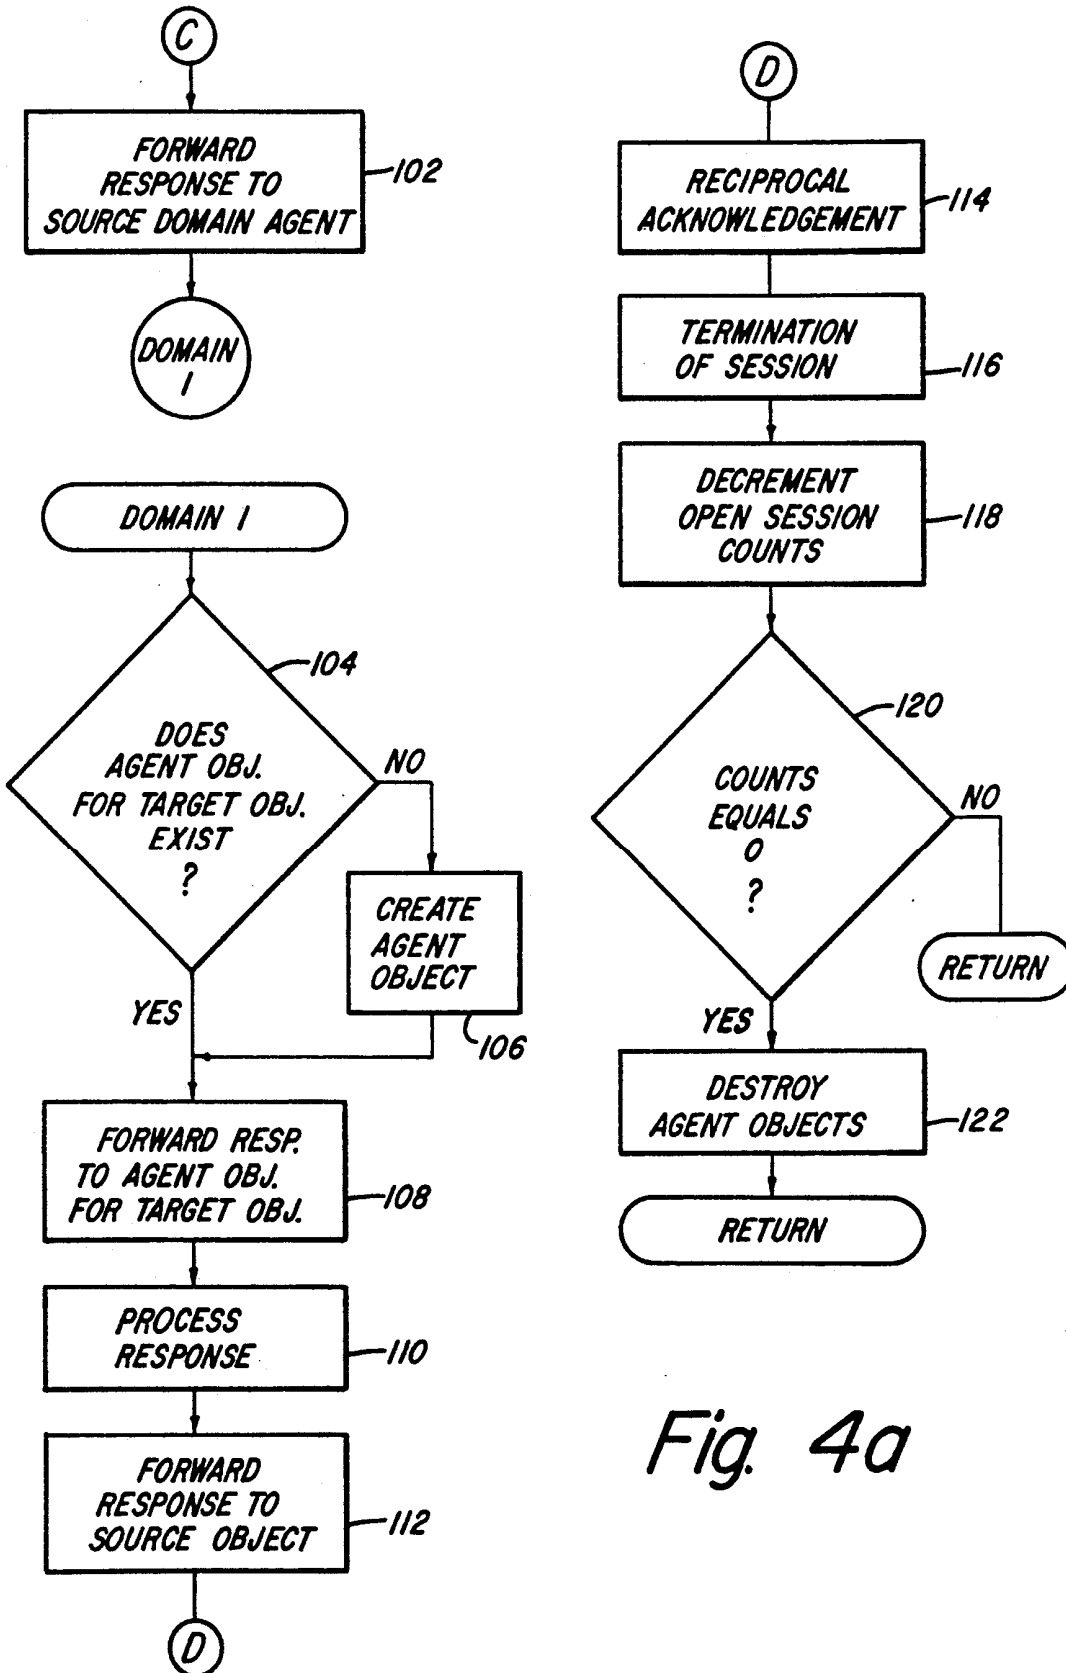 C
FORWARD
RESPONSE TO
SOURCE DOMAIN AGENT
102
DOMAIN
1
DOMAIN 1
104
DOES
AGENT OBJ.
FOR TARGET OBJ.
EXIST
?
NO
YES
CREATE
AGENT
OBJECT
106
FORWARD RESP.
TO AGENT OBJ.
FOR TARGET OBJ.
108
PROCESS
RESPONSE
110
FORWARD
RESPONSE TO
SOURCE OBJECT
112
D
D
RECIPROCAL
ACKNOWLEDGEMENT
114
TERMINATION
OF SESSION
116
DECREMENT
OPEN SESSION
COUNTS
118
120
COUNTS
EQUALS
0
?
NO
RETURN
YES
DESTROY
AGENT OBJECTS
122
RETURN
Fig. 4a